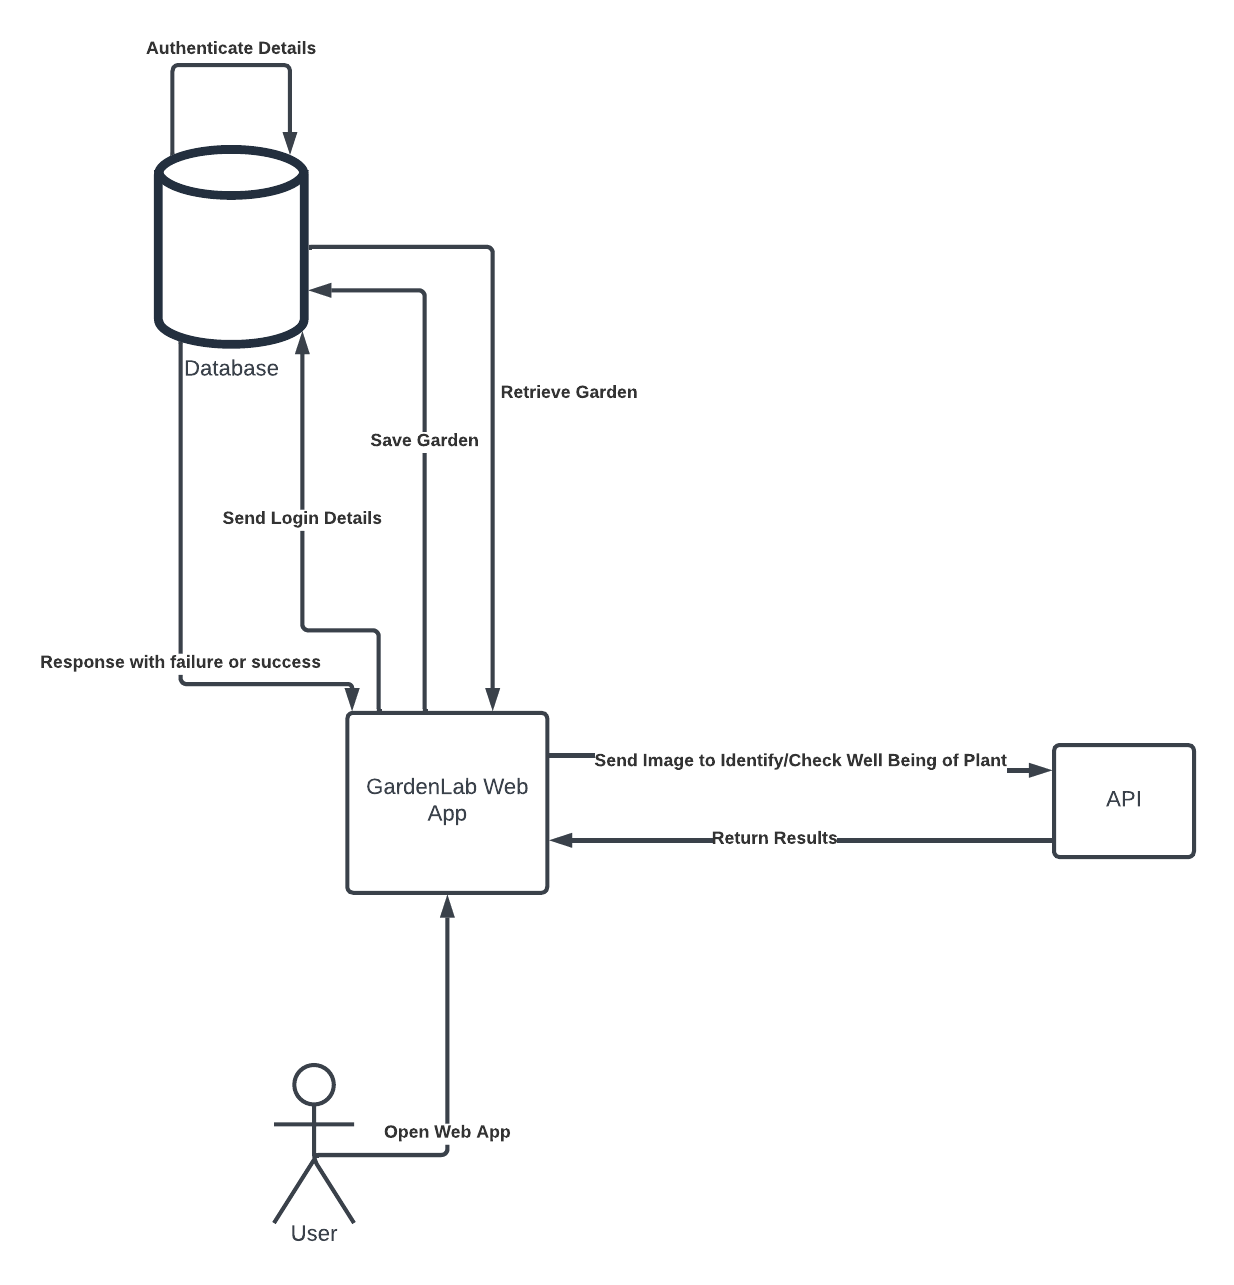 Authenticate Details
Database
Retrieve Garden
Save Garden
Send Login Details
Response with failure or success
GardenLab Web
App
Send Image to Identify/Check Well Being of Plant
API
Return Results
Open Web App
User